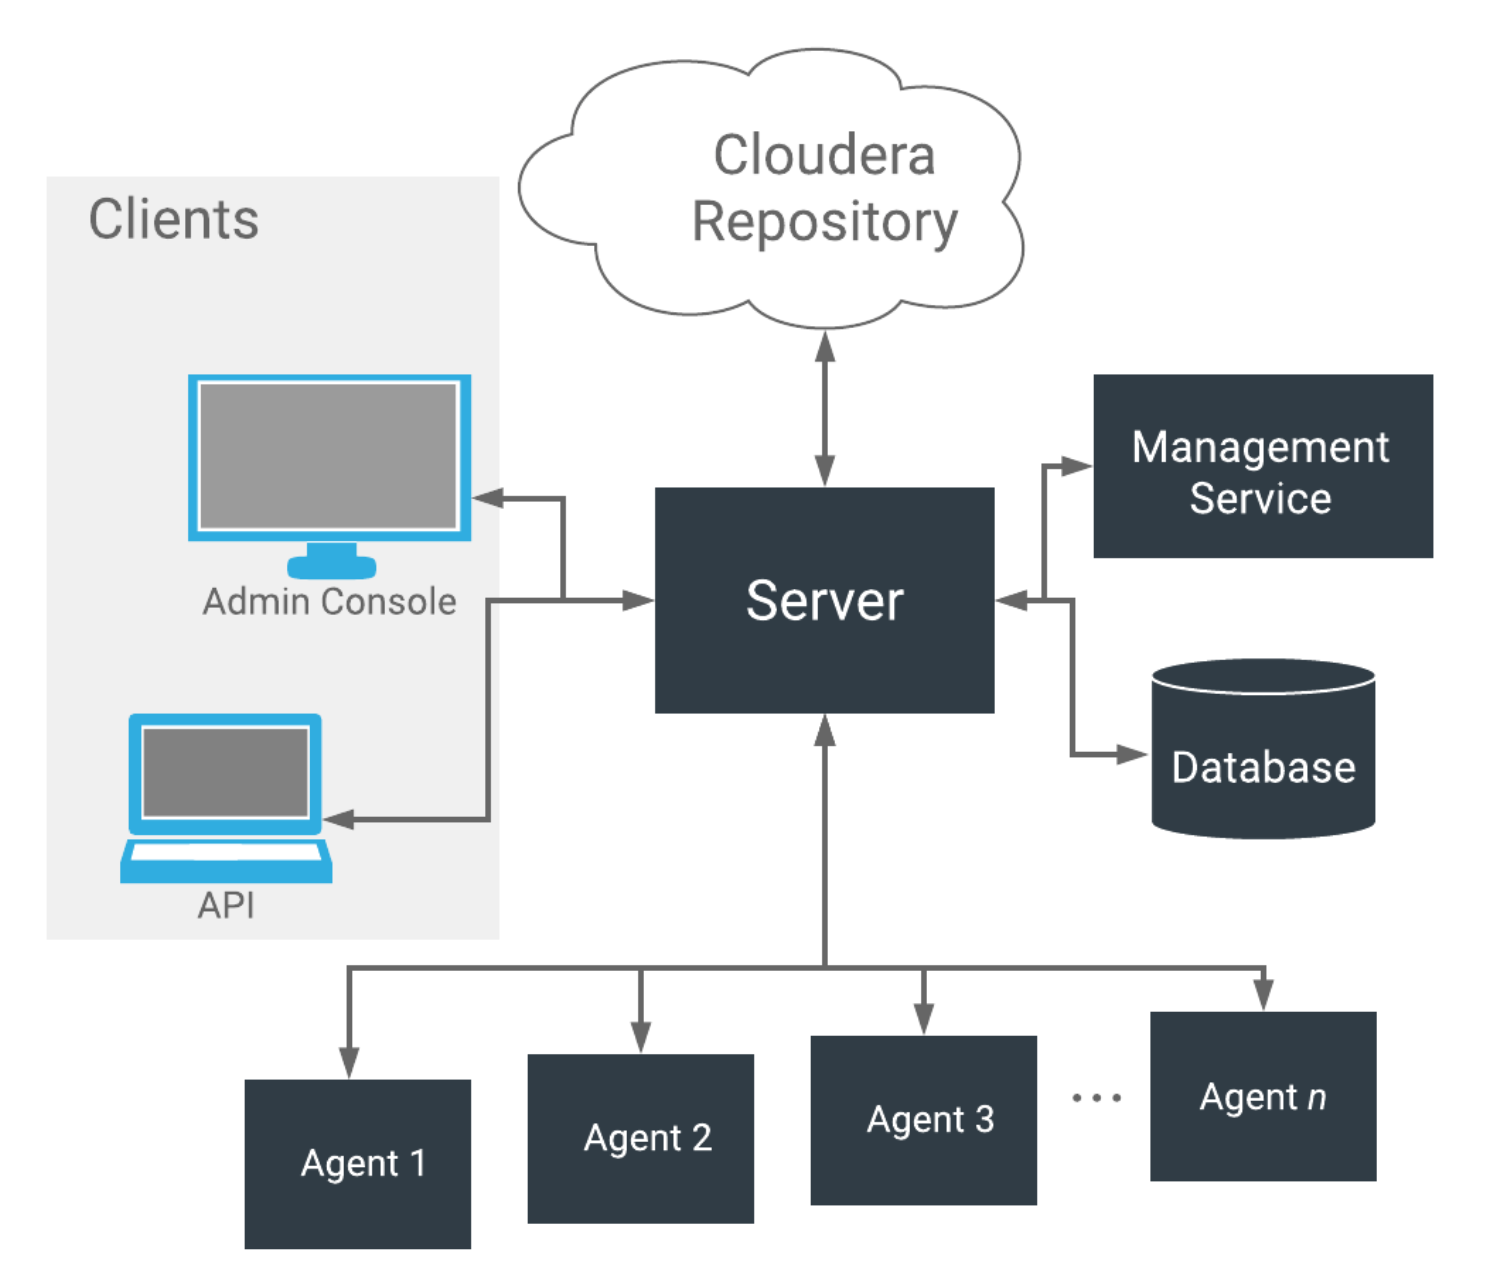 Cloudera
Repository
Clients
Management
Service
Server
Admin Console
Database
API
Agent 1
Agent 2
Agent 3
...
Agent n